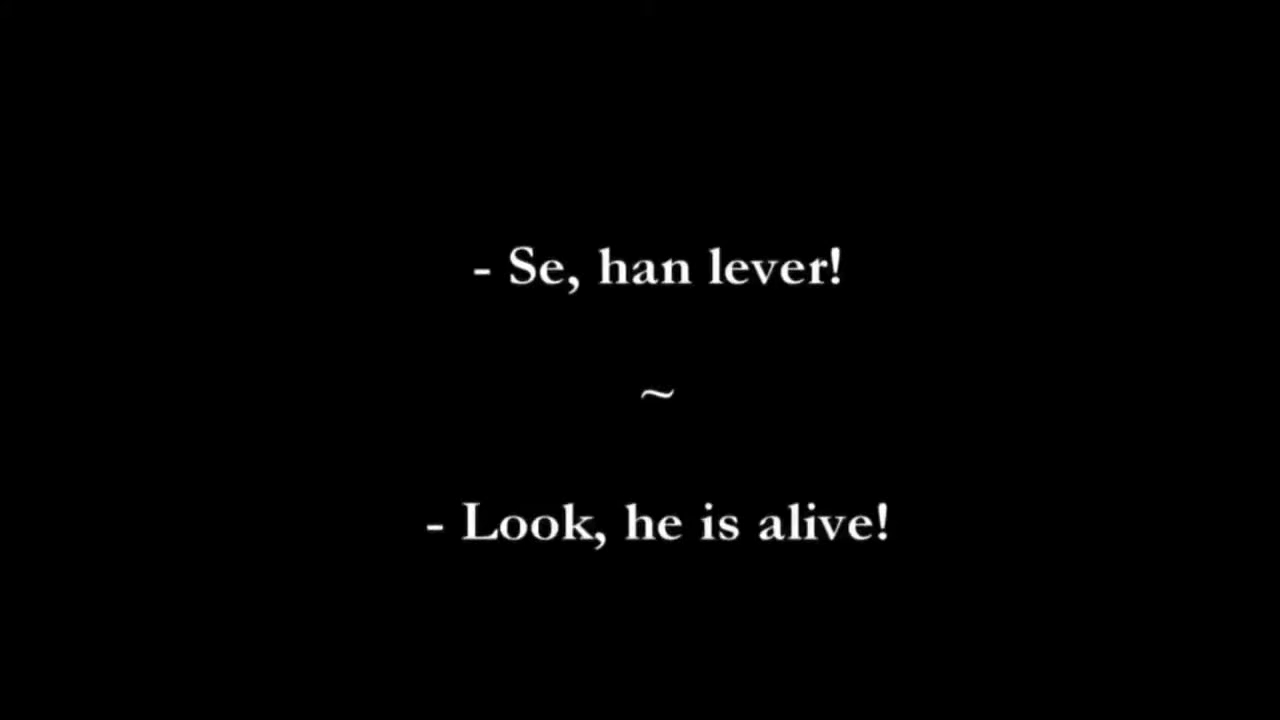 - Se, han lever!
~
- Look, he is alive!